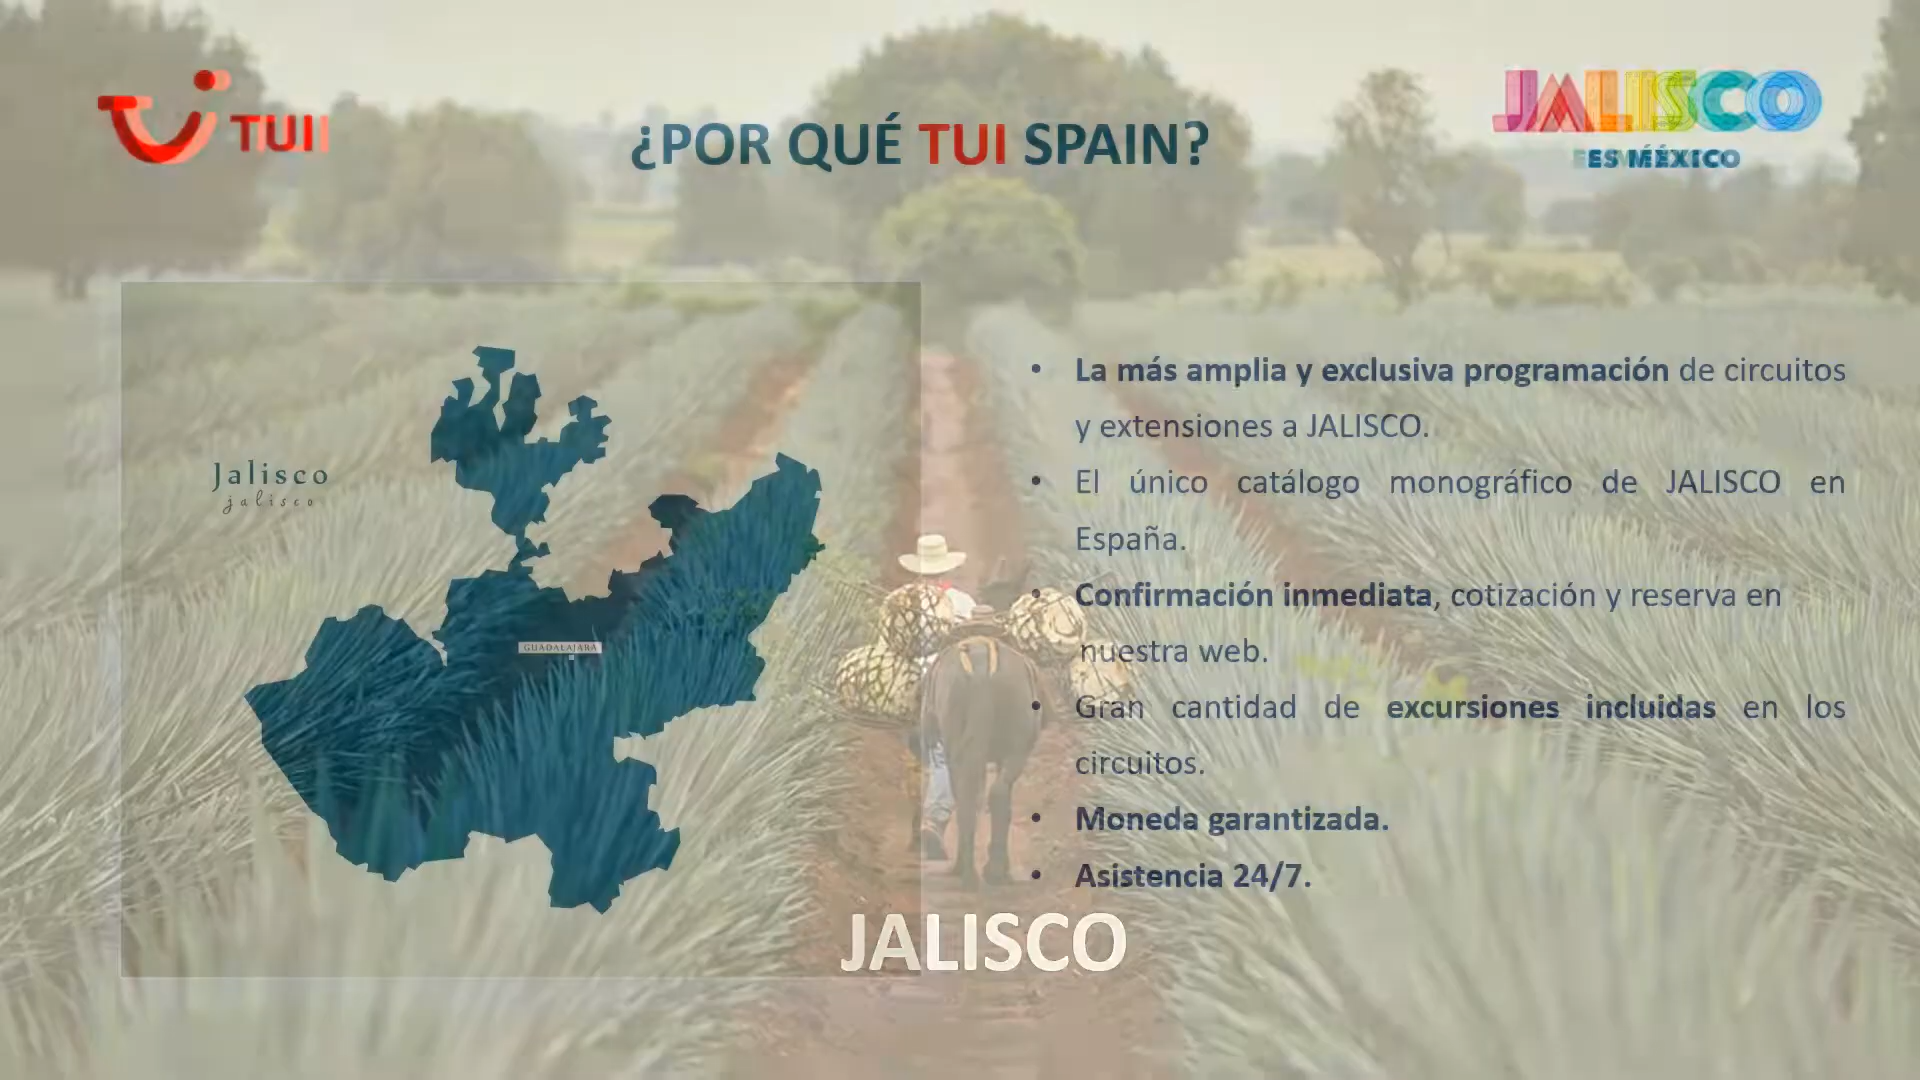 TUI
¿POR QUÉ TUI SPAIN?
JALISCO
ES MÉXICO
Jalisco
jalisco
GUADALAJARA
• La más amplia y exclusiva programación de circuitos
y extensiones a JALISCO.
• El único catálogo monográfico de JALISCO en
España.
• Confirmación inmediata, cotización y reserva en
nuestra web.
• Gran cantidad de excursiones incluidas en los
circuitos.
• Moneda garantizada.
• Asistencia 24/7.
JALISCO